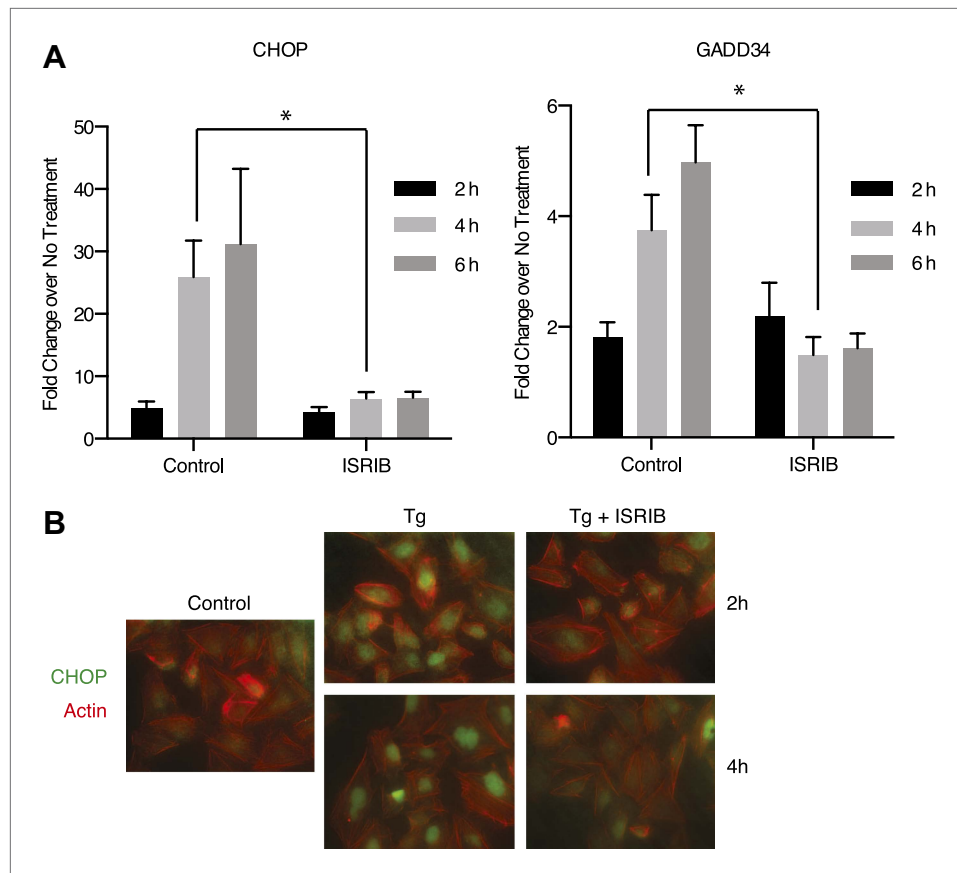 A
CHOP
*
Fold Change over No Treatment
50
40
30
20
10
0
Control
ISRIB
2 h
4 h
6 h
GADD34
*
Fold Change over No Treatment
6
4
2
0
Control
ISRIB
2 h
4 h
6 h
B
Tg
Tg + ISRIB
Control
2h
CHOP
Actin
4h